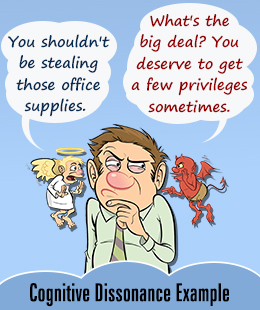 You shouldn't
be stealing
those office
supplies.
What's the
big deal? You
deserve to get
a few privileges
sometimes.
Cognitive Dissonance Example